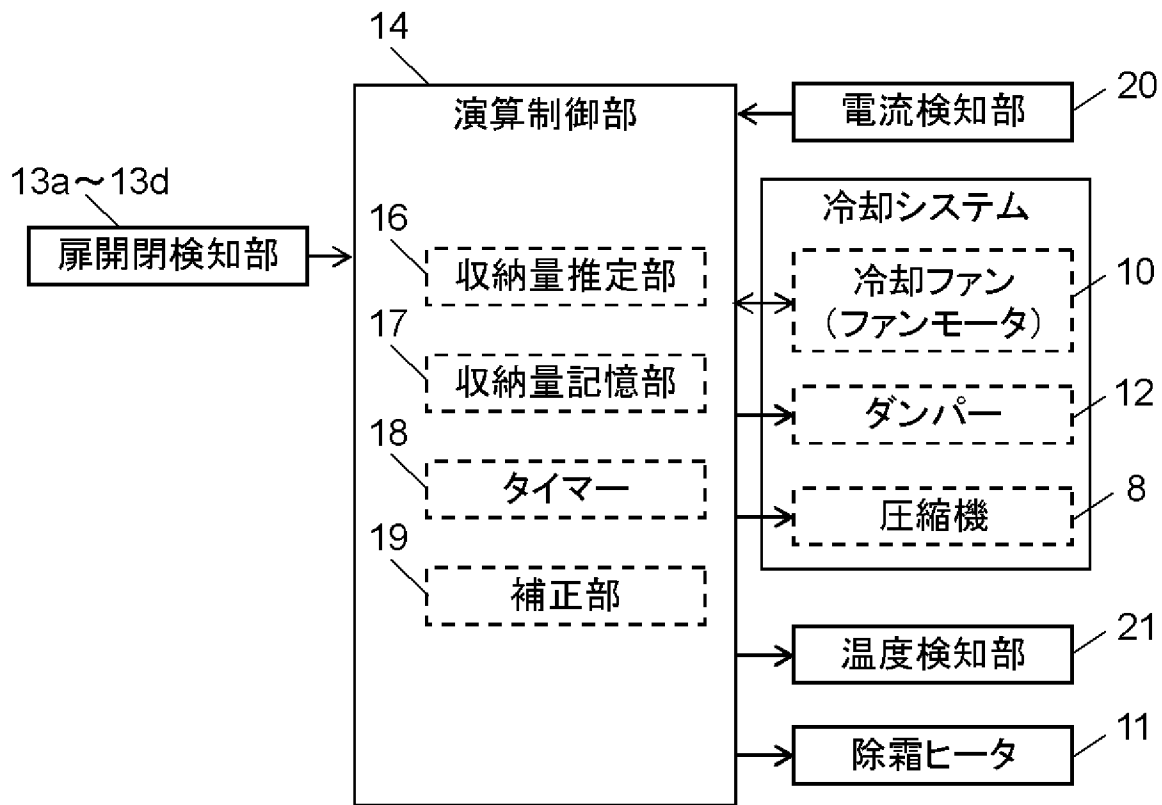 14
演算制御部
電流検知部
20
13a～13d
扉開閉検知部
冷却システム
16
収納量推定部
冷却ファン
（ファンモータ）
10
17
収納量記憶部
ダンパー
12
18
タイマー
圧縮機
8
19
補正部
温度検知部
21
除霜ヒータ
11